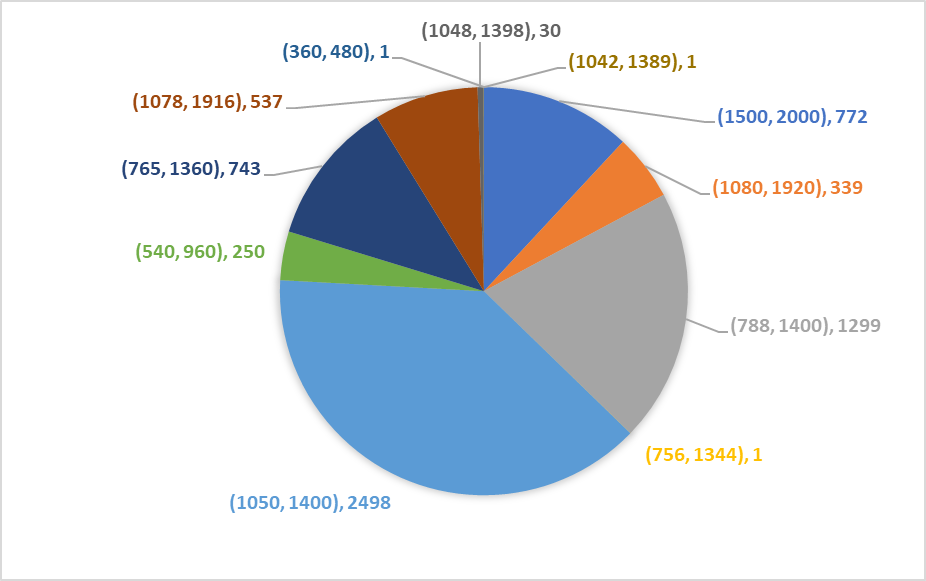 (1048, 1398), 30
(360, 480), 1
(1042, 1389), 1
(1078, 1916), 537
(1500, 2000), 772
(765, 1360), 743
(1080, 1920), 339
(540, 960), 250
(788, 1400), 1299
(756, 1344), 1
(1050, 1400), 2498